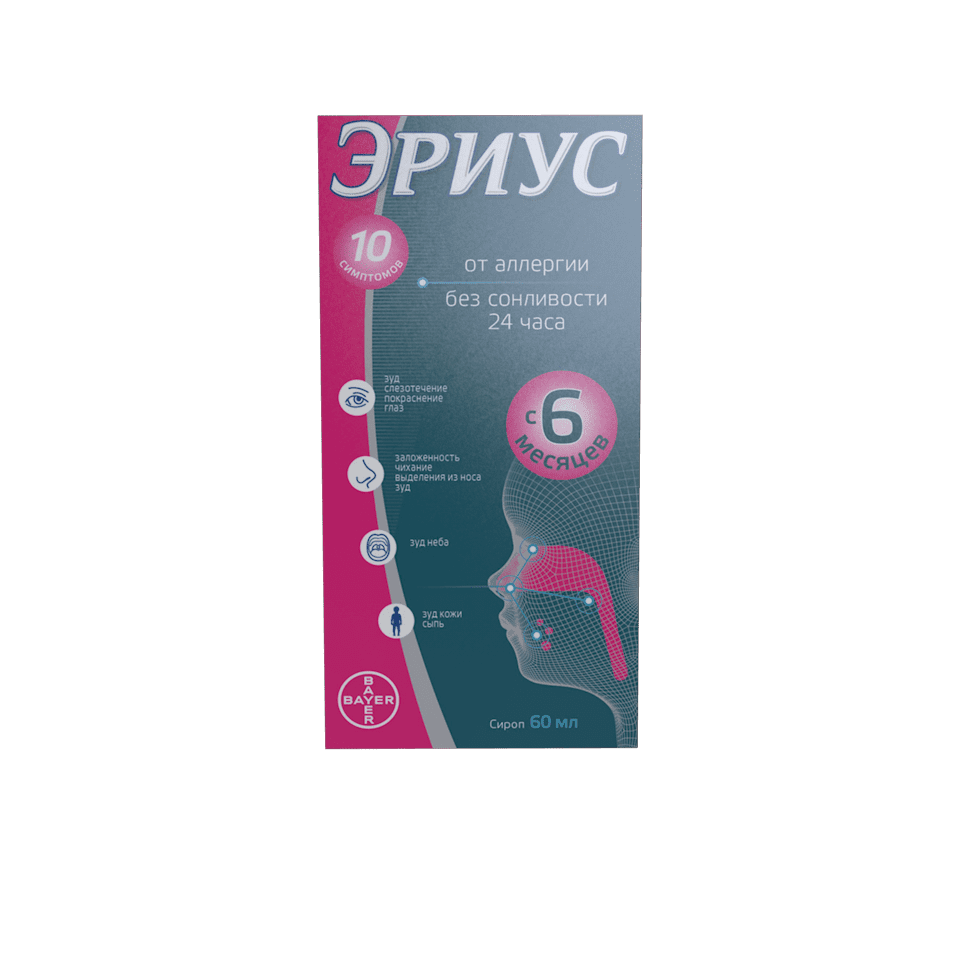 ЭРИУС
10
СИМПТОМОВ
от аллергии
без сонливости
24 часа
зуд
слезотечение
покраснение
глаз
с 6
месяцев
заложенность
чихание
выделения из носа
зуд
зуд неба
зуд кожи
сыпь
BAYER
BAYER
Сироп 60 мл